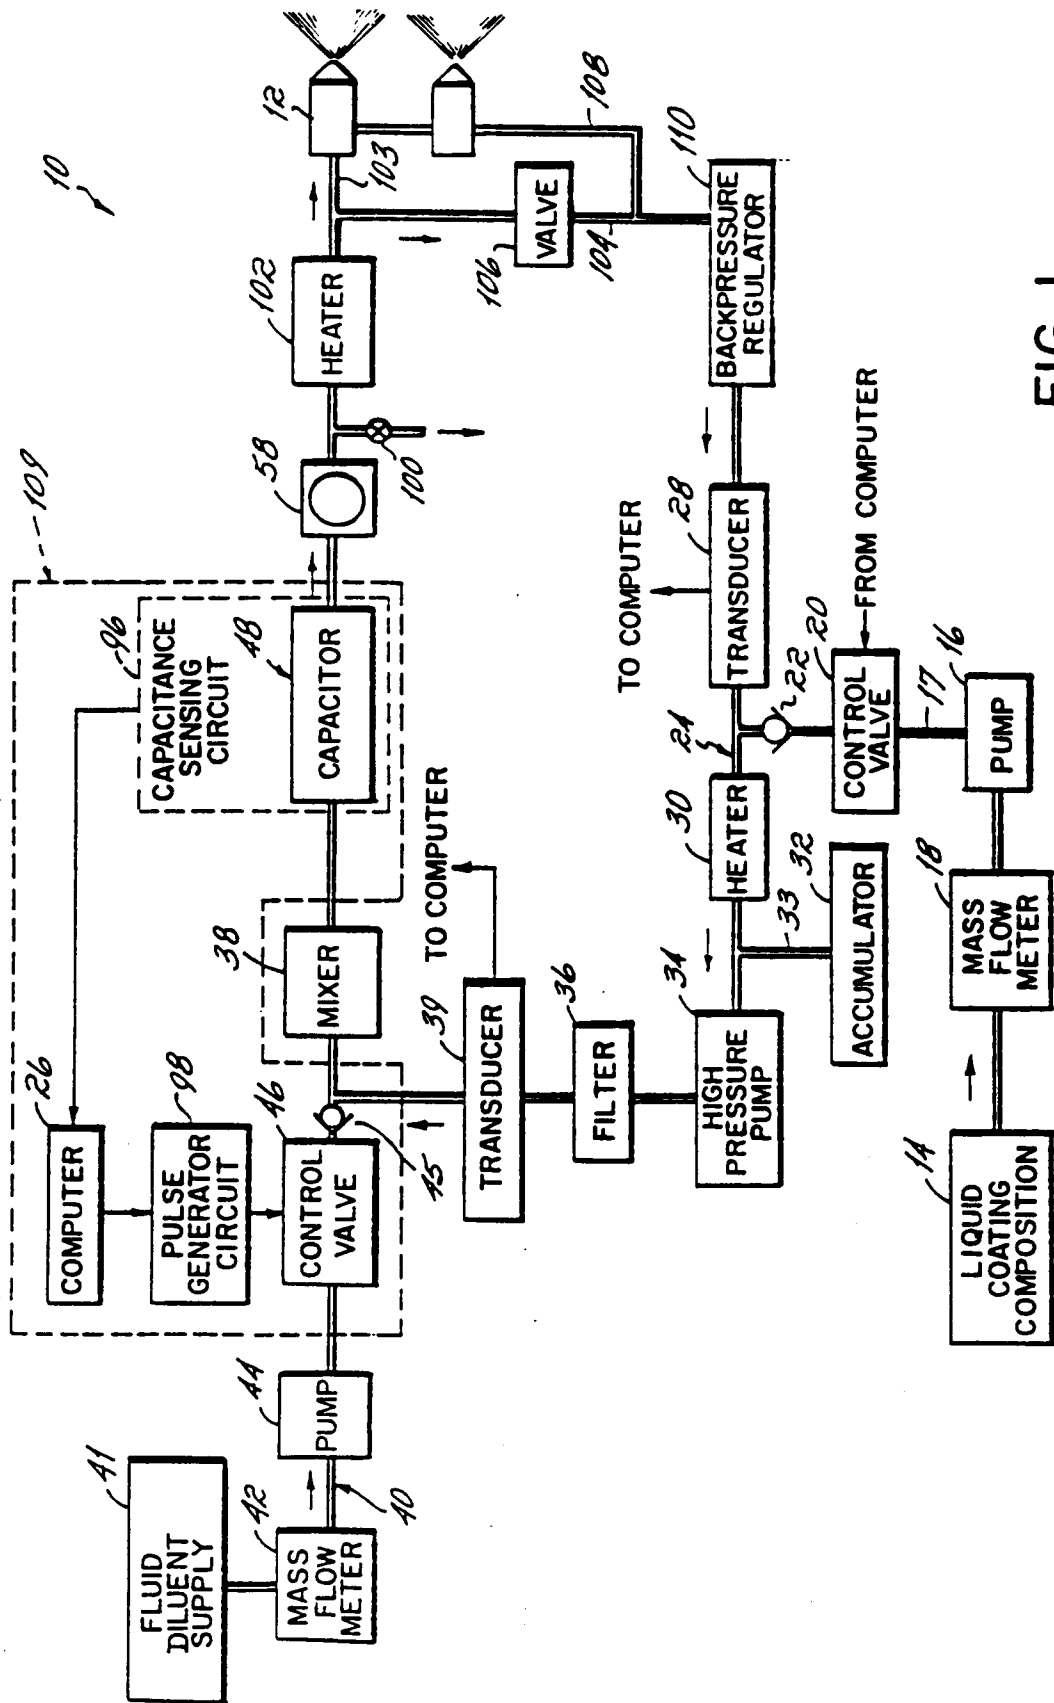 10
109
96
CAPACITANCE
SENSING
CIRCUIT
26
COMPUTER
98
PULSE
GENERATOR
CIRCUIT
41
FLUID
DILUENT
SUPPLY
42
MASS
FLOW
METER
40
44
PUMP
46
CONTROL
VALVE
45
38
MIXER
48
CAPACITOR
58
100
102
HEATER
103
12
108
106
VALVE
104
110
BACKPRESSURE
REGULATOR
TO COMPUTER
39
TRANSDUCER
36
FILTER
34
HIGH
PRESSURE
PUMP
TO COMPUTER
28
TRANSDUCER
24
30
HEATER
33
32
ACCUMULATOR
22
20
CONTROL
VALVE
FROM COMPUTER
17
16
PUMP
18
MASS
FLOW
METER
14
LIQUID
COATING
COMPOSITION
FIG. 1